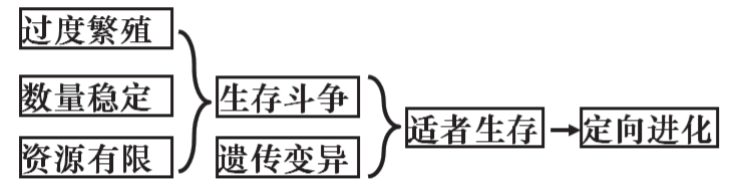 过度繁殖
数量稳定
资源有限
生存斗争
遗传变异
适者生存
定向进化